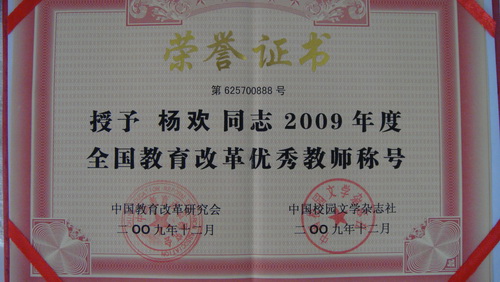 荣誉证书
第 625700888 号
授予 杨欢 同志 2009 年度
全国教育改革优秀教师称号
中国教育改革研究会 中国校园文学杂志社
二〇〇九年十二月 二〇〇九年十二月